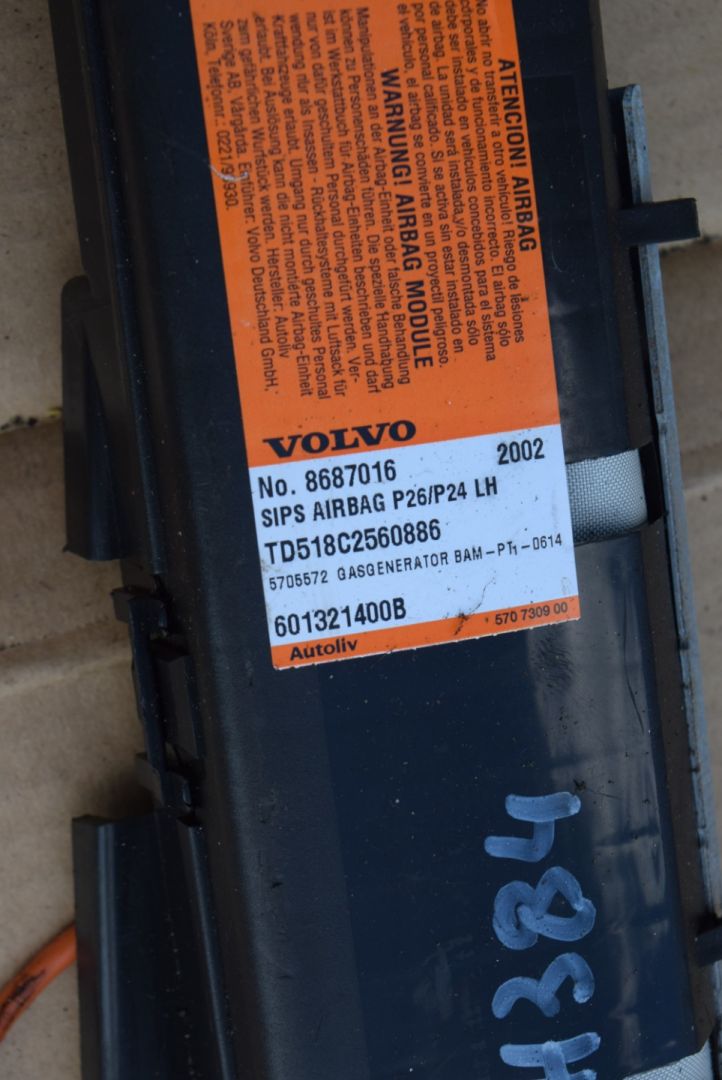 ATENCION! AIRBAG
No abrir no transferir a otro vehículo! Riesgo de lesiones
corporales y de funcionamiento incorrecto. El airbag sólo
debe ser instalado en vehículos concebidos para el sistema
de airbag. La unidad será instalada y/o desmontada sólo
por personal calificado. Si se activa sin estar instalado en
el vehículo, el airbag se convierte en un proyectil peligroso.
WARNUNG! AIRBAG MODULE
Manipulationen an der Airbag-Einheit oder falsche Behandlung
können zu Personenschäden führen. Die spezielle Handhabung
ist im Werkstattbuch für Airbag-Einheiten beschrieben und darf
nur von dafür geschultem Personal durchgefürt werden. Ver-
wendung nur als Insassen - Rückhaltesysteme mit Luftsack für
Kraftfahrzeuge erlaubt. Umgang nur durch geschultes Personal
erlaubt. Bei Auslösung kann die nicht montierte Airbag-Einheit
zem gefährlichen Wurfstück werden. Hersteller: Autoliv
Sverige AB, Vårgårda. Einführer: Volvo Deutschland GmbH,
Köln, Telefonnr.: 0221/9930.
VOLVO
No. 8687016 2002
SIPS AIRBAG P26/P24 LH
TD518C2560886
5705572 GASGENERATOR BAM-PT1-0614
601321400B
Autoliv 570 7309 00
H384